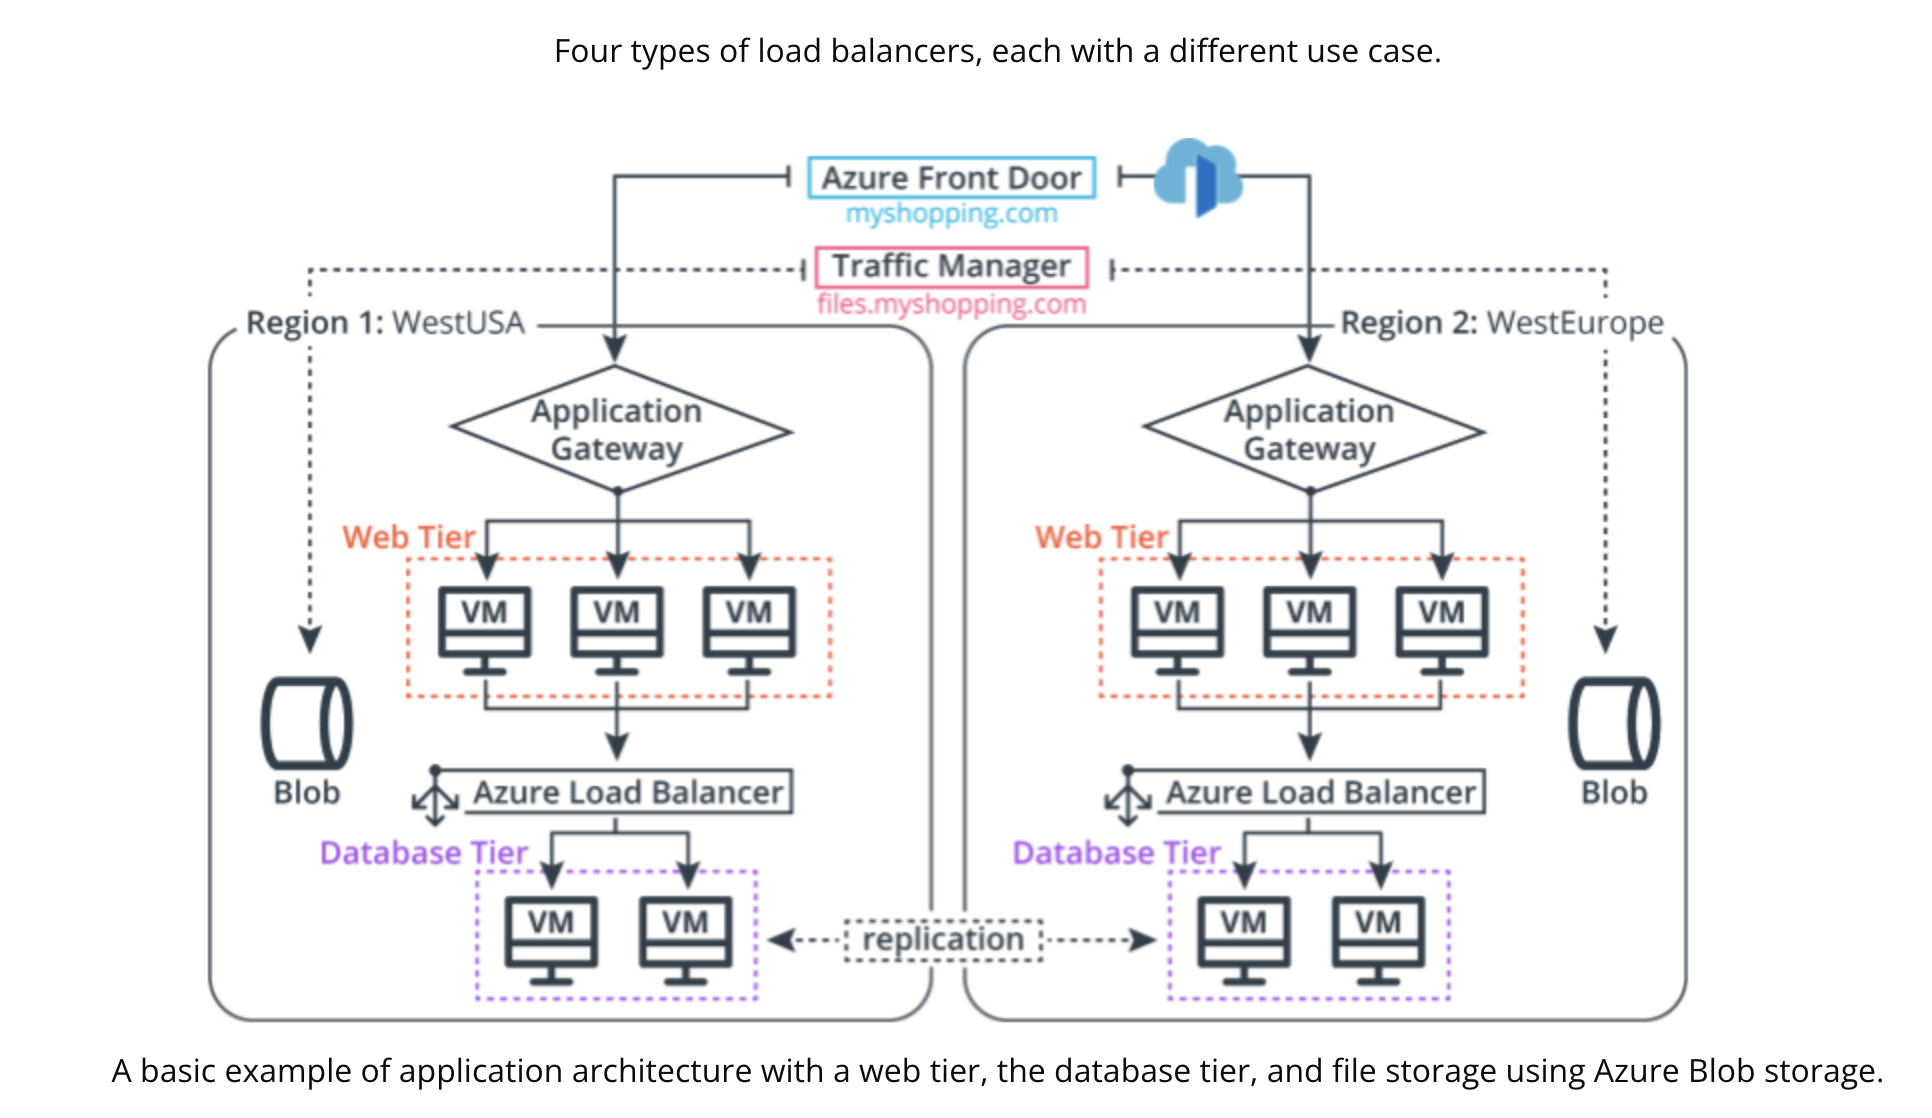 Four types of load balancers, each with a different use case.
Azure Front Door
myshopping.com
Traffic Manager
files.myshopping.com
Region 1: WestUSA
Application
Gateway
Web Tier
VM VM VM
Blob
Azure Load Balancer
Database Tier
VM VM
replication
Region 2: WestEurope
Application
Gateway
Web Tier
VM VM VM
Azure Load Balancer
Blob
Database Tier
VM VM
A basic example of application architecture with a web tier, the database tier, and file storage using Azure Blob storage.